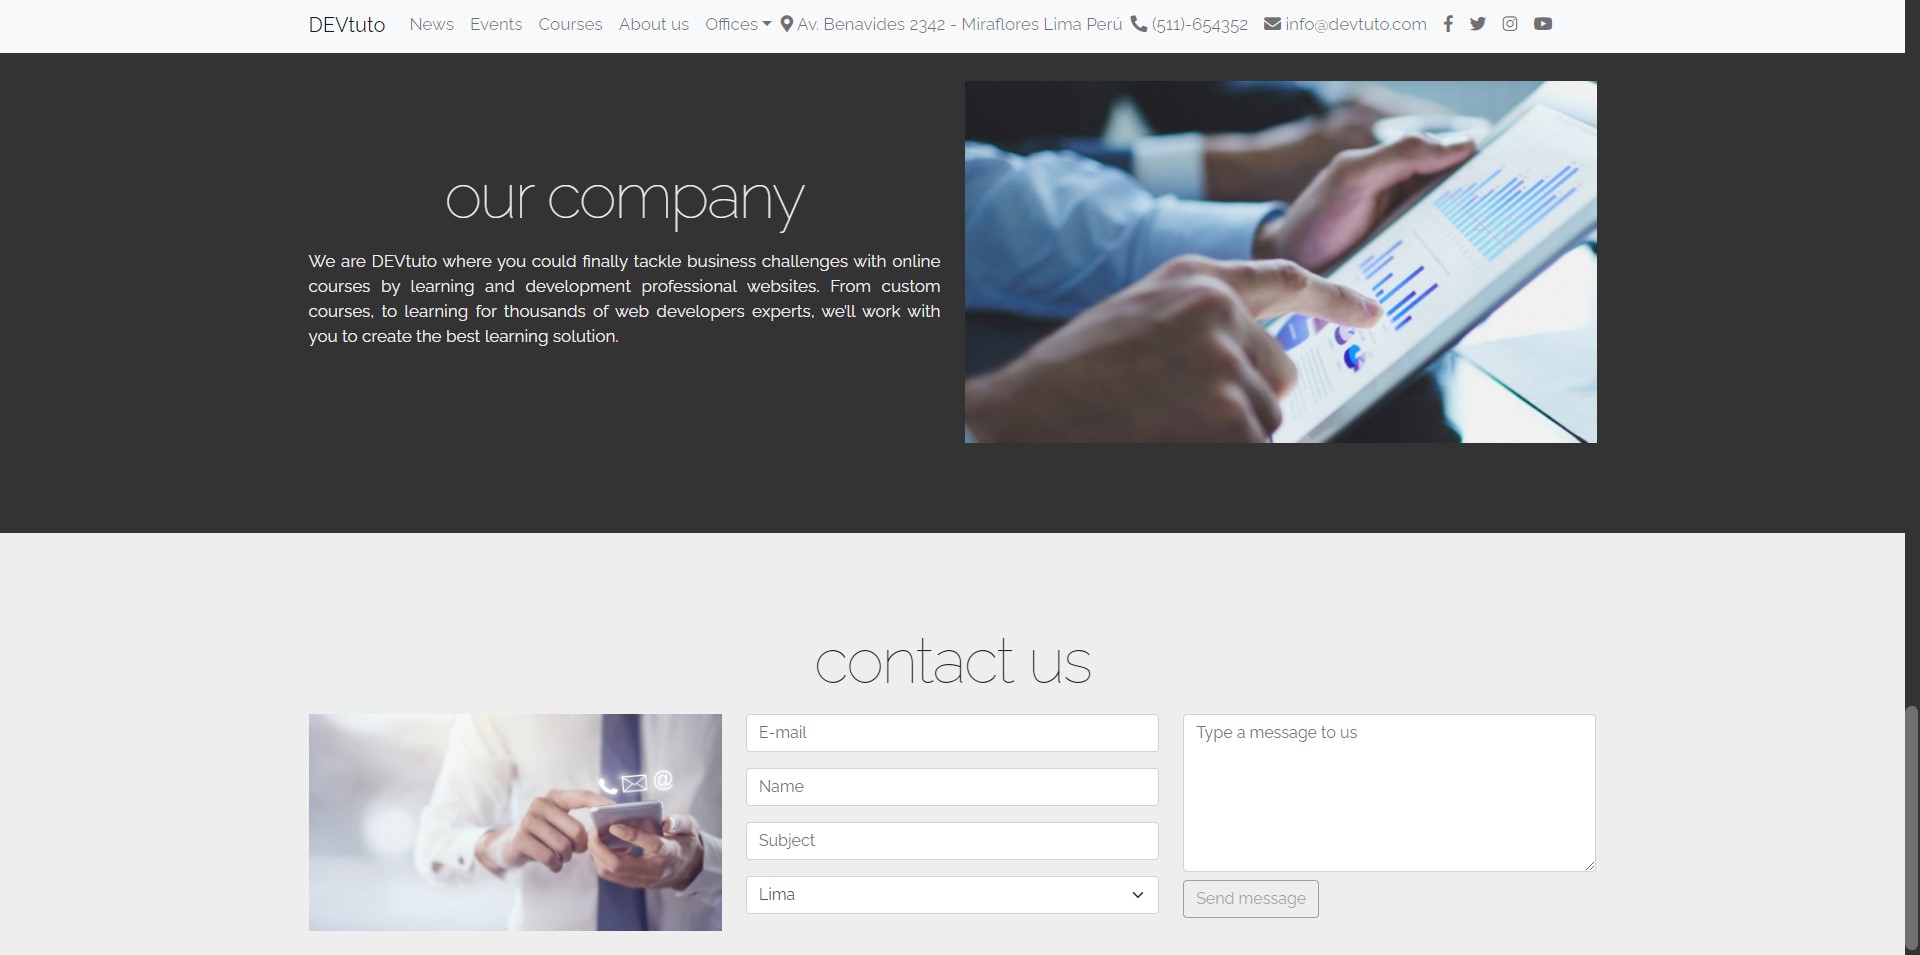 DEVtuto News Events Courses About us Offices Av. Benavides 2342 - Miraflores Lima Perú (511)-654352 info@devtuto.com
our company
We are DEVtuto where you could finally tackle business challenges with online
courses by learning and development professional websites. From custom
courses, to learning for thousands of web developers experts, we'll work with
you to create the best learning solution.
contact us
@
E-mail
Name
Subject
Lima
Type a message to us
Send message